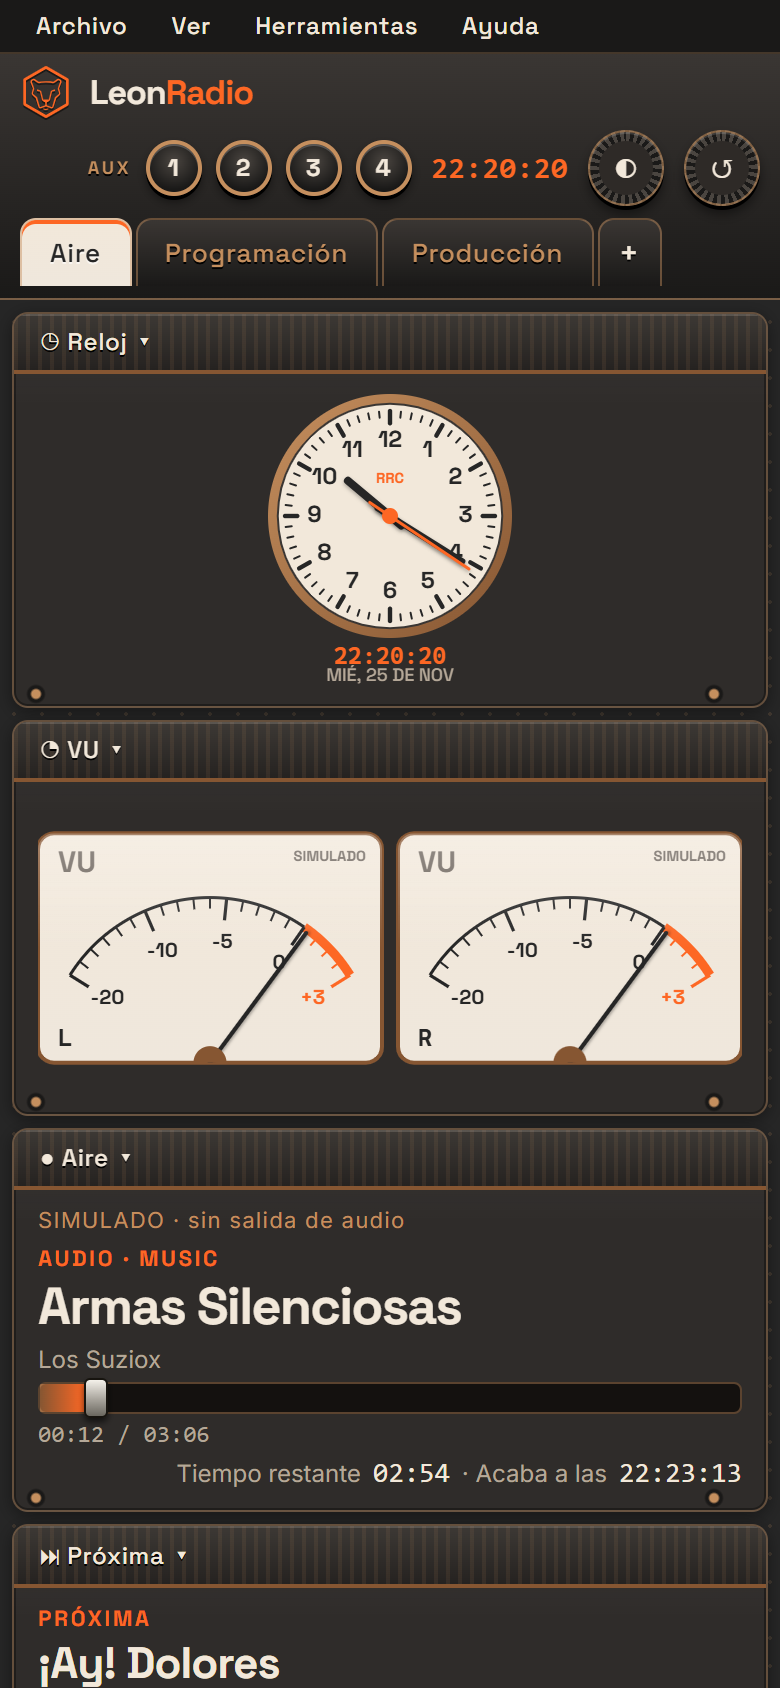 Archivo Ver Herramientas Ayuda
LeonRadio
AUX 1 2 3 4 22:20:20
Aire Programación Producción +
Reloj
12
11 1
10 RRC 2
9 3
8 4
7 5
6
22:20:20
MIÉ, 25 DE NOV
VU
VU SIMULADO
-20 -10 -5 0 +3
L
VU SIMULADO
-20 -10 -5 0 +3
R
Aire
SIMULADO · sin salida de audio
AUDIO · MUSIC
Armas Silenciosas
Los Suziox
00:12 / 03:06
Tiempo restante 02:54 · Acaba a las 22:23:13
Próxima
PRÓXIMA
¡Ay! Dolores